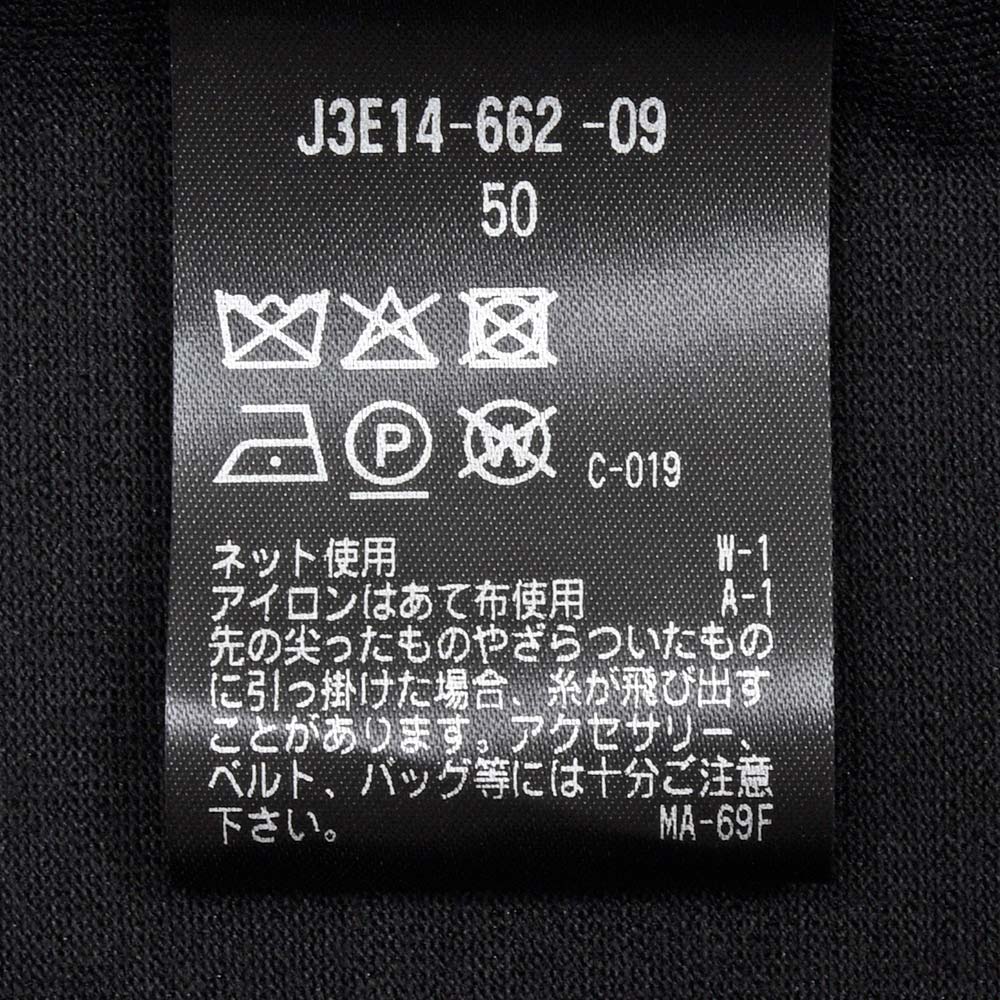 J3E14-662 -09
50
P W C-019
ネット使用 W-1
アイロンはあて布使用 A-1
先の尖ったものやざらついたもの
に引っ掛けた場合、糸が飛び出す
ことがあります。アクセサリー、
ベルト、バッグ等には十分ご注意
下さい。 MA-69F